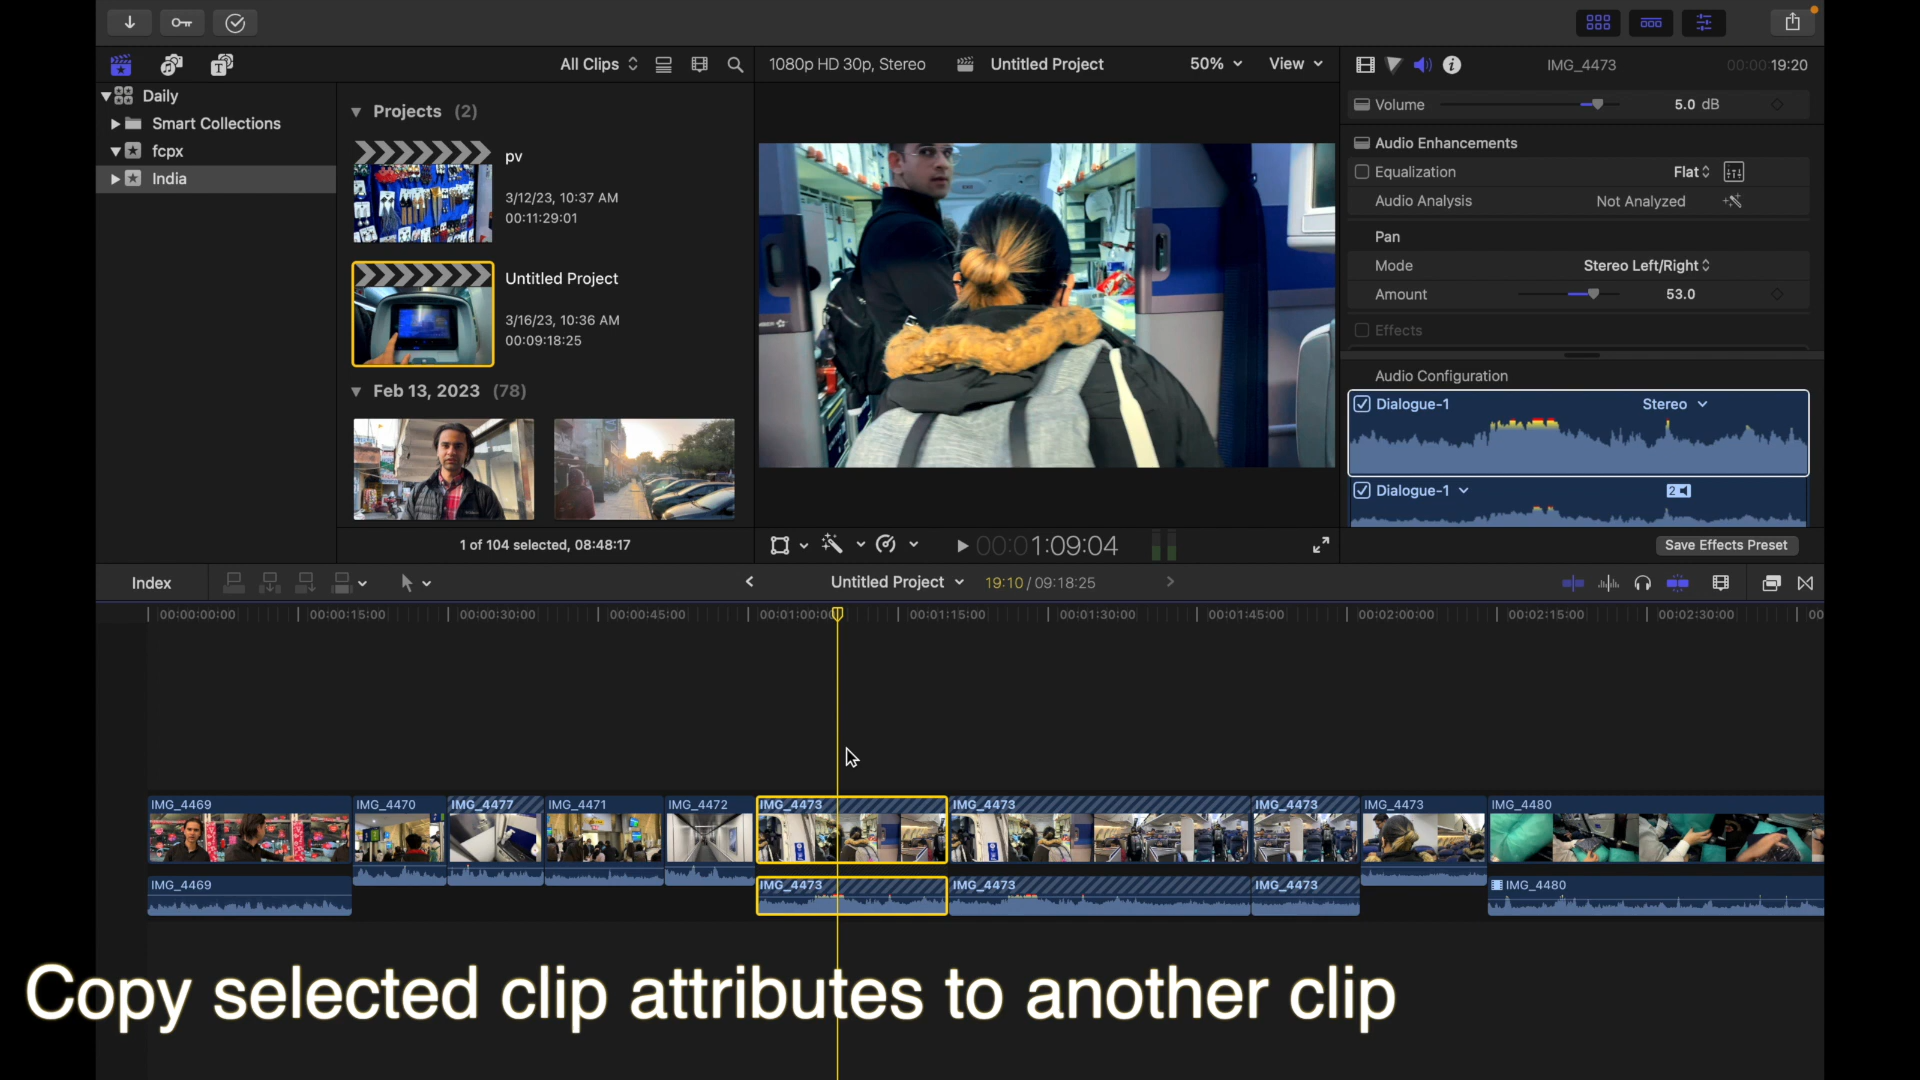 All Clips
1080p HD 30p, Stereo
Untitled Project
50%
View
IMG_4473
00:00:19:20
Daily
Smart Collections
fcpx
India
Projects (2)
pv
3/12/23, 10:37 AM
00:11:29:01
Untitled Project
3/16/23, 10:36 AM
00:09:18:25
Feb 13, 2023 (78)
1 of 104 selected, 08:48:17
00:01:09:04
Volume
5.0 dB
Audio Enhancements
Equalization
Flat
Audio Analysis
Not Analyzed
Pan
Mode
Stereo Left/Right
Amount
53.0
Effects
Audio Configuration
Dialogue-1
Stereo
Dialogue-1
2
Save Effects Preset
Index
Untitled Project
19:10 / 09:18:25
00:00:00:00
00:00:15:00
00:00:30:00
00:00:45:00
00:01:00:0
00:01:15:00
00:01:30:00
00:01:45:00
00:02:00:00
00:02:15:00
00:02:30:00
00
IMG_4469
IMG_4470
IMG_4477
IMG_4471
IMG_4472
IMG_4473
IMG_4473
IMG_4473
IMG_4473
IMG_4480
IMG_4469
IMG_4473
IMG_4473
IMG_4473
IMG_4480
Copy selected clip attributes to another clip